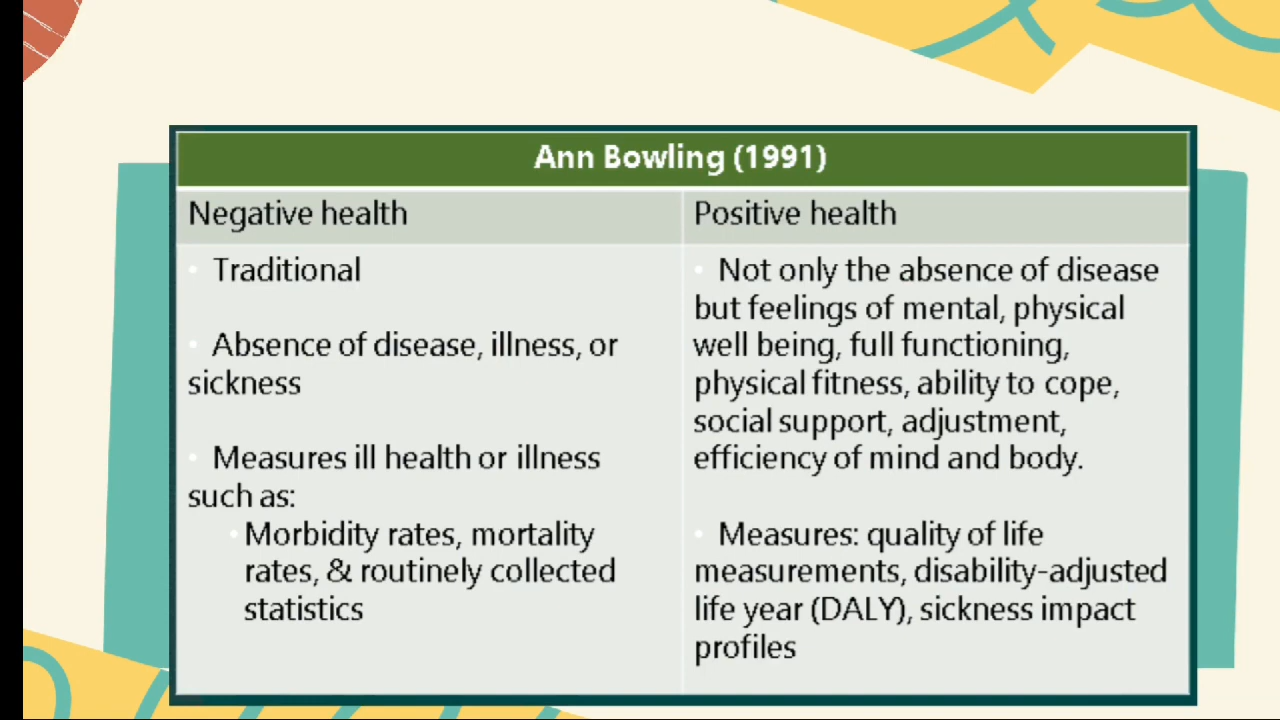 Ann Bowling (1991)
Negative health
Positive health
• Traditional
• Absence of disease, illness, or
sickness
• Measures ill health or illness
such as:
• Morbidity rates, mortality
rates, & routinely collected
statistics
• Not only the absence of disease
but feelings of mental, physical
well being, full functioning,
physical fitness, ability to cope,
social support, adjustment,
efficiency of mind and body.
• Measures: quality of life
measurements, disability-adjusted
life year (DALY), sickness impact
profiles